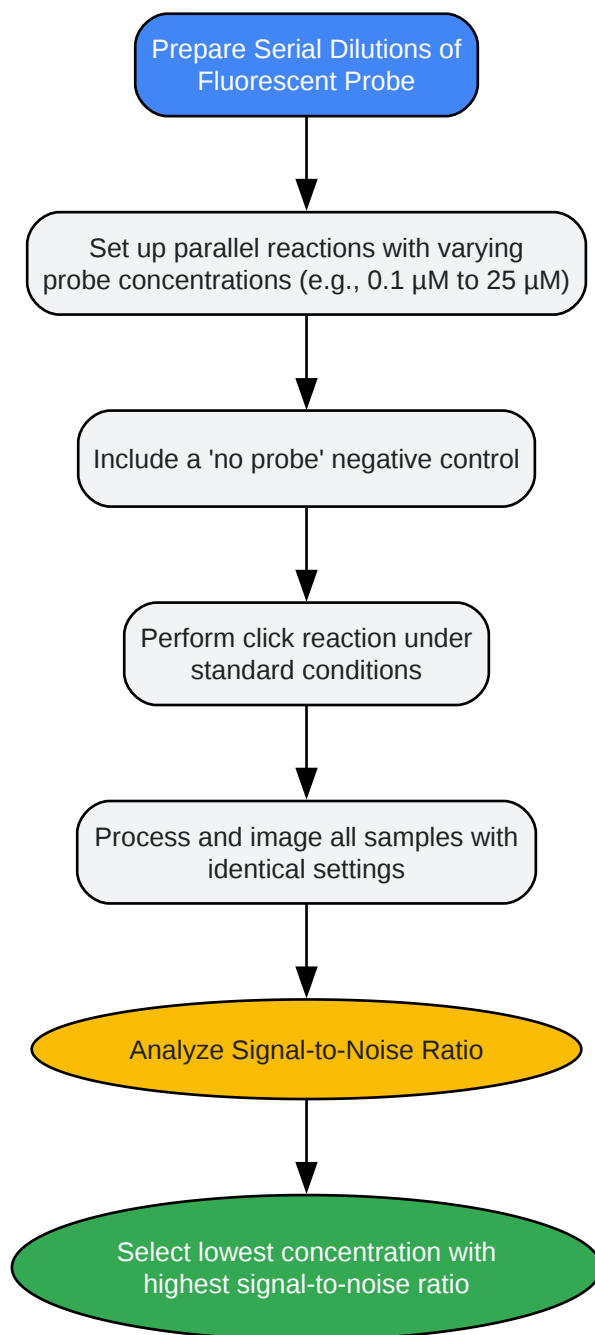 Prepare Serial Dilutions of
Fluorescent Probe
Set up parallel reactions with varying
probe concentrations (e.g., 0.1 µM to 25 µM)
Include a 'no probe' negative control
Perform click reaction under
standard conditions
Process and image all samples with
identical settings
Analyze Signal-to-Noise Ratio
Select lowest concentration with
highest signal-to-noise ratio